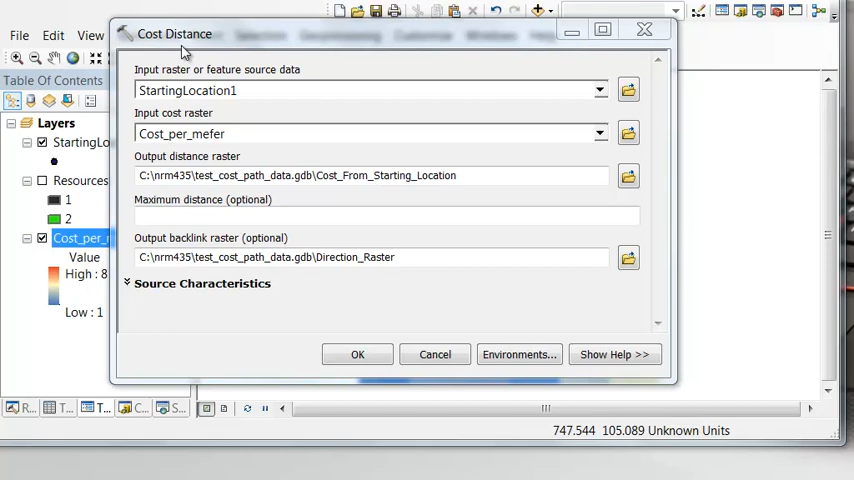 Cost Distance
File Edit View
Table Of Contents
Layers
StartingLo
Resources
1
2
Cost_per_r
Value
High : 8
Low : 1
Input raster or feature source data
StartingLocation1
Input cost raster
Cost_per_mefer
Output distance raster
C:\nrm435\test_cost_path_data.gdb\Cost_From_Starting_Location
Maximum distance (optional)
Output backlink raster (optional)
C:\nrm435\test_cost_path_data.gdb\Direction_Raster
Source Characteristics
OK Cancel Environments... Show Help >>
R... T... T... C... S...
747.544 105.089 Unknown Units